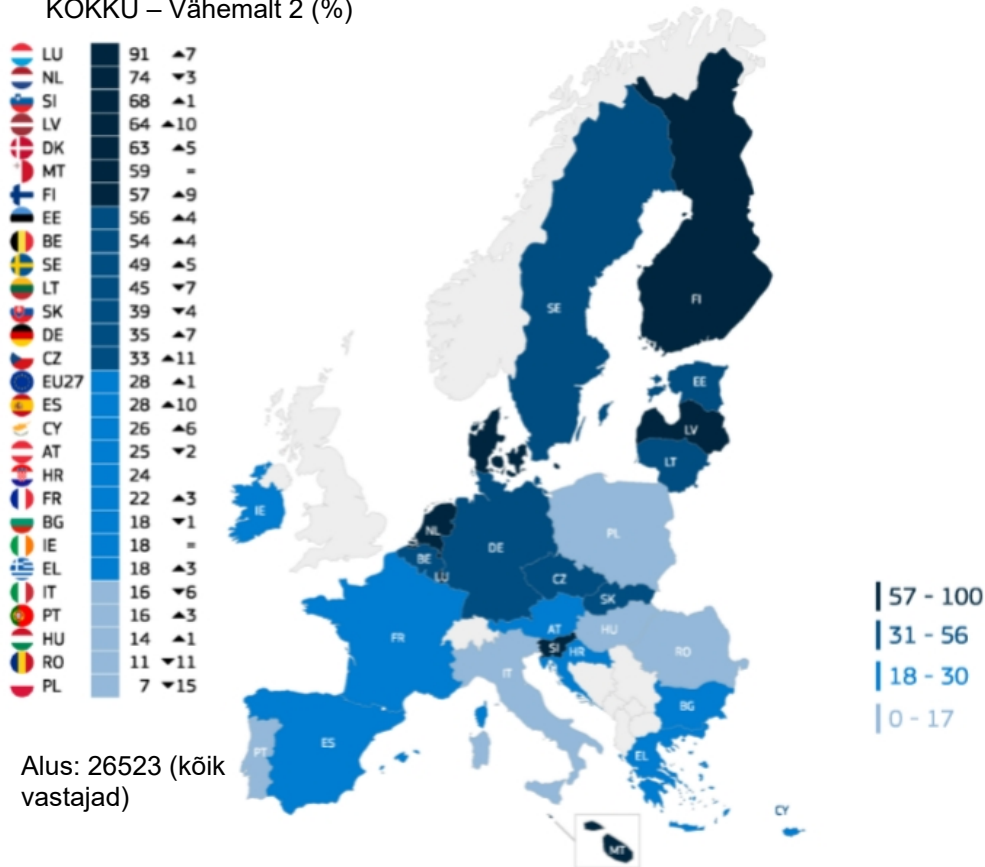 KOKKU – Vähemalt 2 (%)
LU 91 ▲7
NL 74 ▼3
SI 68 ▲1
LV 64 ▲10
DK 63 ▲5
MT 59 =
FI 57 ▲9
EE 56 ▲4
BE 54 ▲4
SE 49 ▲5
LT 45 ▼7
SK 39 ▼4
DE 35 ▲7
CZ 33 ▲11
EU27 28 ▲1
ES 28 ▲10
CY 26 ▲6
AT 25 ▼2
HR 24
FR 22 ▲3
BG 18 ▼1
IE 18 =
EL 18 ▲3
IT 16 ▼6
PT 16 ▲3
HU 14 ▲1
RO 11 ▼11
PL 7 ▼15
Alus: 26523 (kõik
vastajad)
FI
SE
EE
LV
LT
IE
NL
PL
DE
BE
LU
CZ
SK
FR
AT
HU
SI
HR
RO
IT
BG
PT
ES
EL
CY
MT
57 - 100
31 - 56
18 - 30
0 - 17